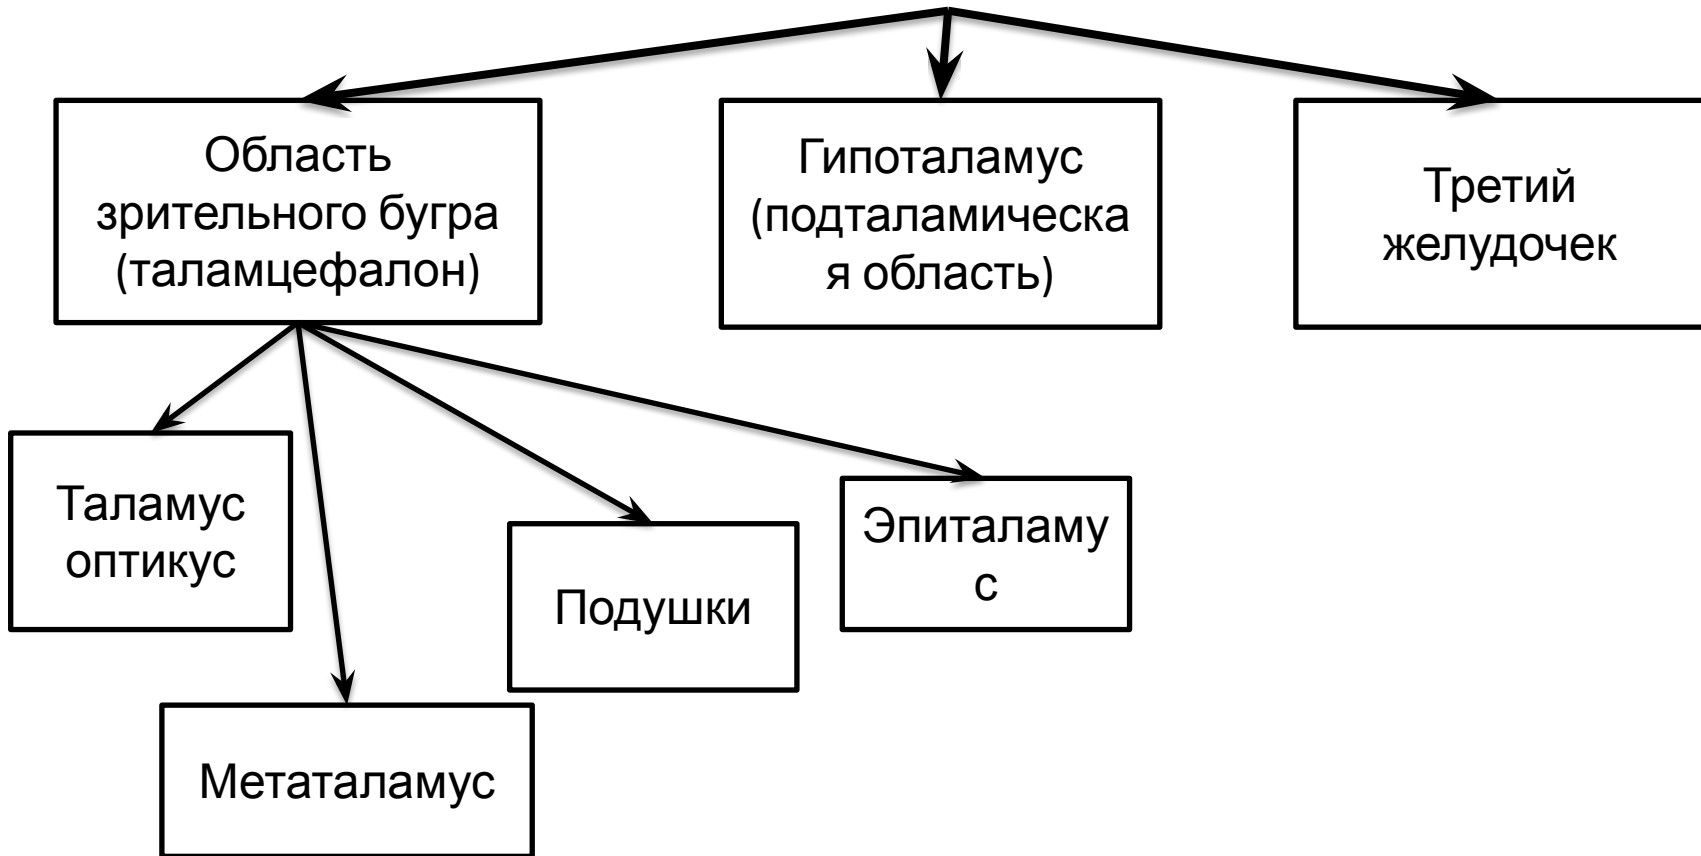 Область
зрительного бугра
(таламцефалон)
Гипоталамус
(подталамическа
я область)
Третий
желудочек
Таламус
оптикус
Метаталамус
Подушки
Эпиталаму
с